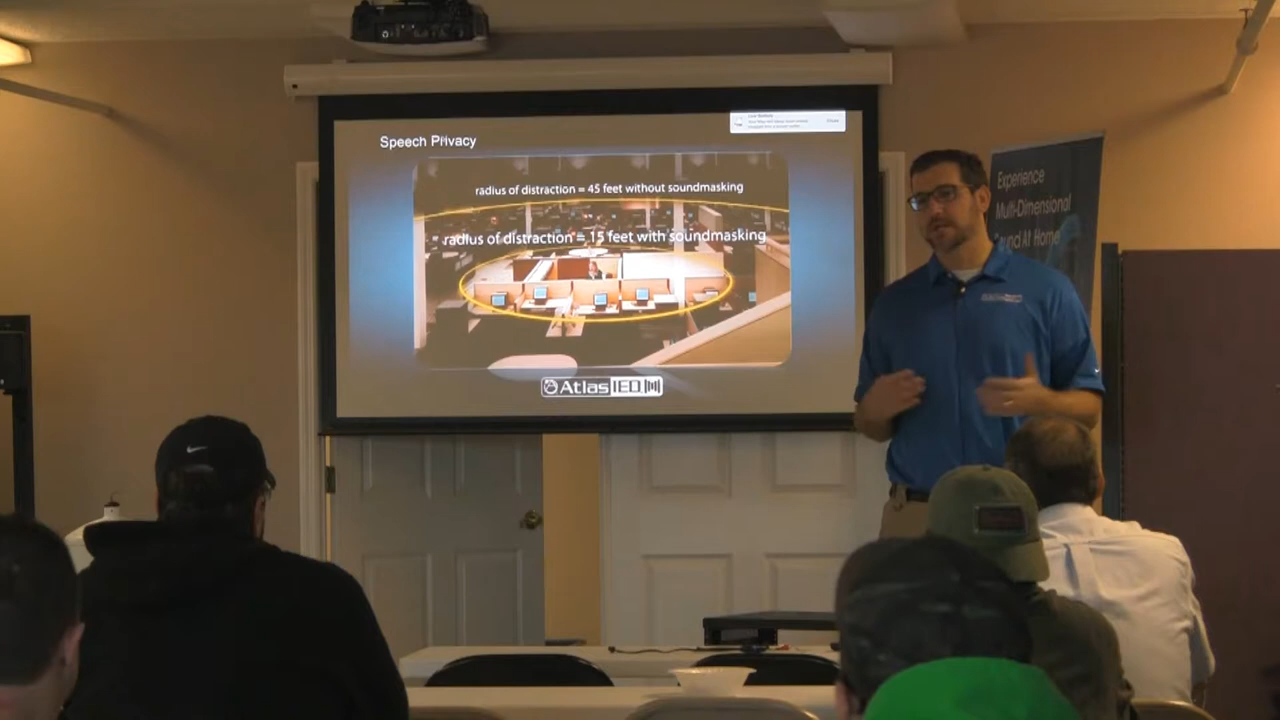 Speech Privacy
radius of distraction = 45 feet without soundmasking
radius of distraction = 15 feet with soundmasking
AtlasIED
Experience
Multi-Dimensional
Sound At Home